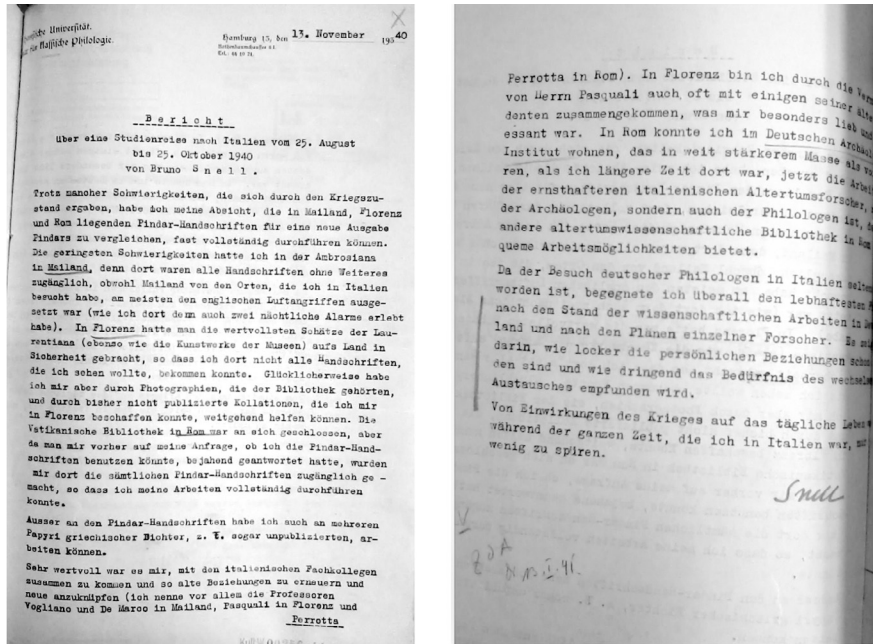 sche Universität.
für klassische Philologie.
Hamburg 13, den 13. November 1940
Rothenbaumchaussee
Tel.: 44 19 71.
B e r i c h t
über eine Studienreise nach Italien vom 25. August
bis 25. Oktober 1940
von Bruno S n e l l .
Trotz mancher Schwierigkeiten, die sich durch den Kriegszu-
stand ergaben, habe ich meine Absicht, die in Mailand, Florenz
und Rom liegenden Pindar-Handschriften für eine neue Ausgabe
Pindars zu vergleichen, fast vollständig durchführen können.
Die geringsten Schwierigkeiten hatte ich in der Ambrosiana
in Mailand, denn dort waren alle Handschriften ohne Weiteres
zugänglich, obwohl Mailand von den Orten, die ich in Italien
besucht habe, am meisten den englischen Luftangriffen ausge-
setzt war (wie ich dort denn auch zwei nächtliche Alarme erlebt
habe). In Florenz hatte man die wertvollsten Schätze der Lau-
rentiana (ebenso wie die Kunstwerke der Museen) aufs Land in
Sicherheit gebracht, so dass ich dort nicht alle Handschriften,
die ich sehen wollte, bekommen konnte. Glücklicherweise habe
ich mir aber durch Photographien, die der Bibliothek gehörten,
und durch bisher nicht publizierte Kollationen, die ich mir
in Florenz beschaffen konnte, weitgehend helfen können. Die
Vatikanische Bibliothek in Rom war an sich geschlossen, aber
da man mir vorher auf meine Anfrage, ob ich die Pindar-Hand-
schriften benutzen könnte, bejahend geantwortet hatte, wurden
mir dort die sämtlichen Pindar-Handschriften zugänglich ge -
macht, so dass ich meine Arbeiten vollständig durchführen
konnte.
Ausser an den Pindar-Handschriften habe ich auch an mehreren
Papyri griechischer Dichter, z. T. sogar unpublizierten, ar-
beiten können.
Sehr wertvoll war es mir, mit den italienischen Fachkollegen
zusammen zu kommen und so alte Beziehungen zu erneuern und
neue anzuknüpfen (ich nenne vor allem die Professoren
Vogliano und De Marco in Mailand, Pasquali in Florenz und
Perrotta
Perrotta in Rom). In Florenz bin ich durch die
von Herrn Pasquali auch oft mit einigen seiner
denten zusammengekommen, was mir besonders lieb und
essant war. In Rom konnte ich im Deutschen
Institut wohnen, das in weit stärkerem Masse als
ren, als ich längere Zeit dort war, jetzt die
der ernsthafteren italienischen Altertumsforscher,
der Archäologen, sondern auch der Philologen ist,
andere altertumswissenschaftliche Bibliothek in Rom
queme Arbeitsmöglichkeiten bietet.
Da der Besuch deutscher Philologen in Italien
worden ist, begegnete ich überall den lebhaftesten
nach dem Stand der wissenschaftlichen Arbeiten in
land und nach den Plänen einzelner Forscher. Es
darin, wie locker die persönlichen Beziehungen
den sind und wie dringend das Bedürfnis des
Austausches empfunden wird.
Von Einwirkungen des Krieges auf das tägliche Leben
während der ganzen Zeit, die ich in Italien war,
wenig zu spüren.
Snell
ZdA
13.I.41.